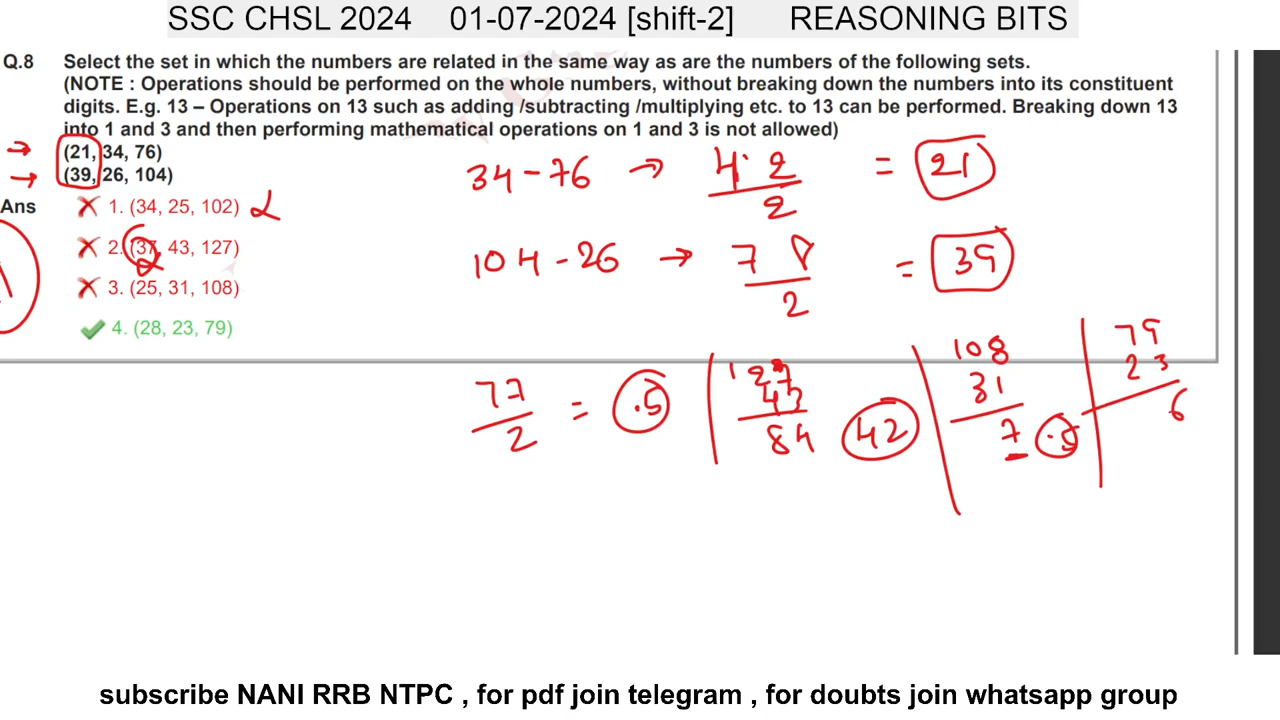 SSC CHSL 2024 01-07-2024 [shift-2] REASONING BITS
Q.8 Select the set in which the numbers are related in the same way as are the numbers of the following sets.
(NOTE : Operations should be performed on the whole numbers, without breaking down the numbers into its constituent
digits. E.g. 13 – Operations on 13 such as adding /subtracting /multiplying etc. to 13 can be performed. Breaking down 13
into 1 and 3 and then performing mathematical operations on 1 and 3 is not allowed)
(21, 34, 76)
(39, 26, 104)
Ans 1. (34, 25, 102)
2. (37, 43, 127)
3. (25, 31, 108)
4. (28, 23, 79)
34-76 → 42/2 = 21
104-26 → 78/2 = 39
77/2 = .5
127
43
84 42
108
31
7 .5
79
23
6
subscribe NANI RRB NTPC , for pdf join telegram , for doubts join whatsapp group